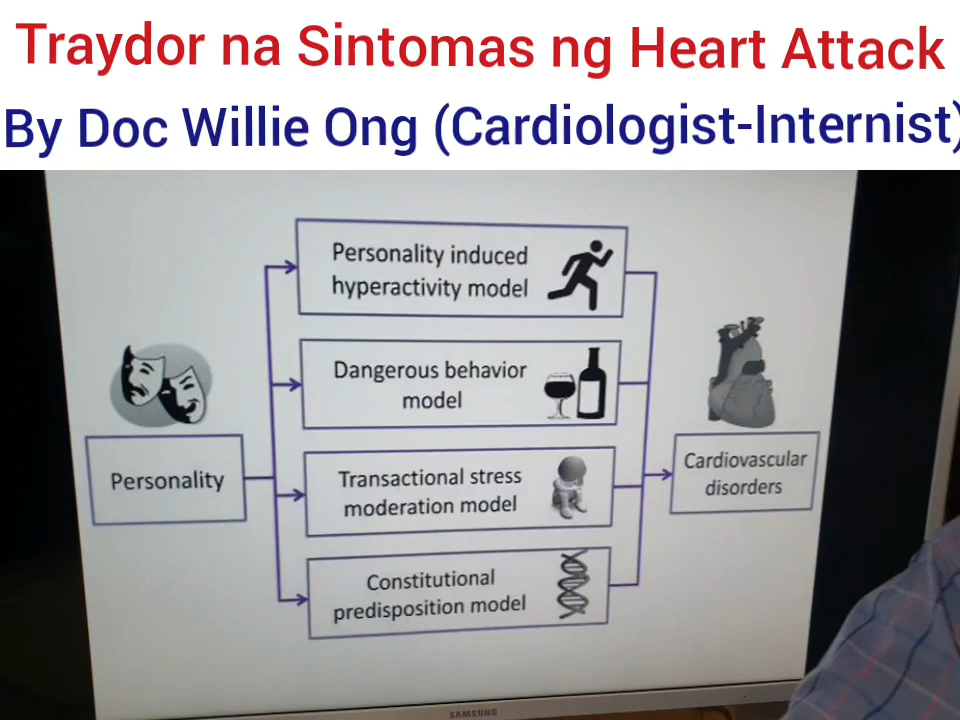 Traydor na Sintomas ng Heart Attack
By Doc Willie Ong (Cardiologist-Internist)
Personality induced
hyperactivity model
Dangerous behavior
model
Personality
Transactional stress
moderation model
Cardiovascular
disorders
Constitutional
predisposition model
SAMSUNG